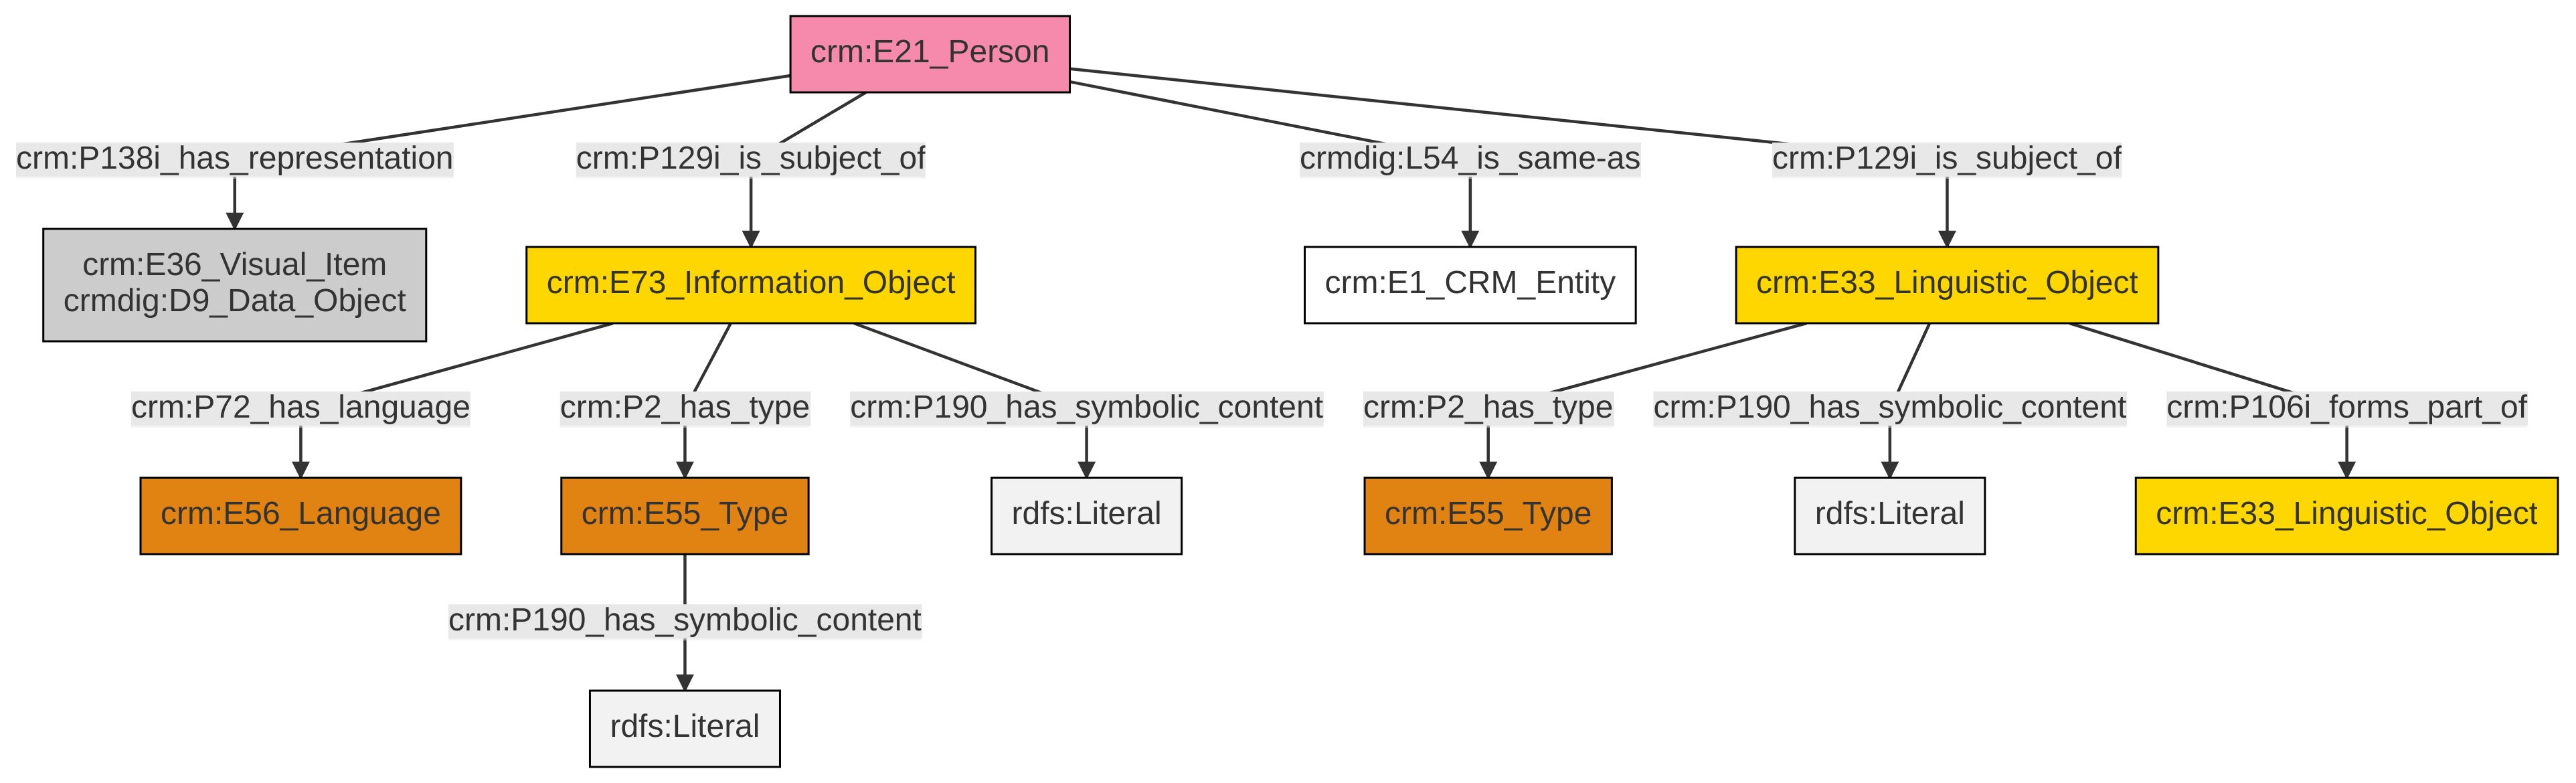 crm:E21_Person
crm:P138i_has_representation
crm:P129i_is_subject_of
crmdig:L54_is_same-as
crm:P129i_is_subject_of
crm:E36_Visual_Item
crmdig:D9_Data_Object
crm:E73_Information_Object
crm:E1_CRM_Entity
crm:E33_Linguistic_Object
crm:P72_has_language
crm:P2_has_type
crm:P190_has_symbolic_content
crm:P2_has_type
crm:P190_has_symbolic_content
crm:P106i_forms_part_of
crm:E56_Language
crm:E55_Type
rdfs:Literal
crm:E55_Type
rdfs:Literal
crm:E33_Linguistic_Object
crm:P190_has_symbolic_content
rdfs:Literal